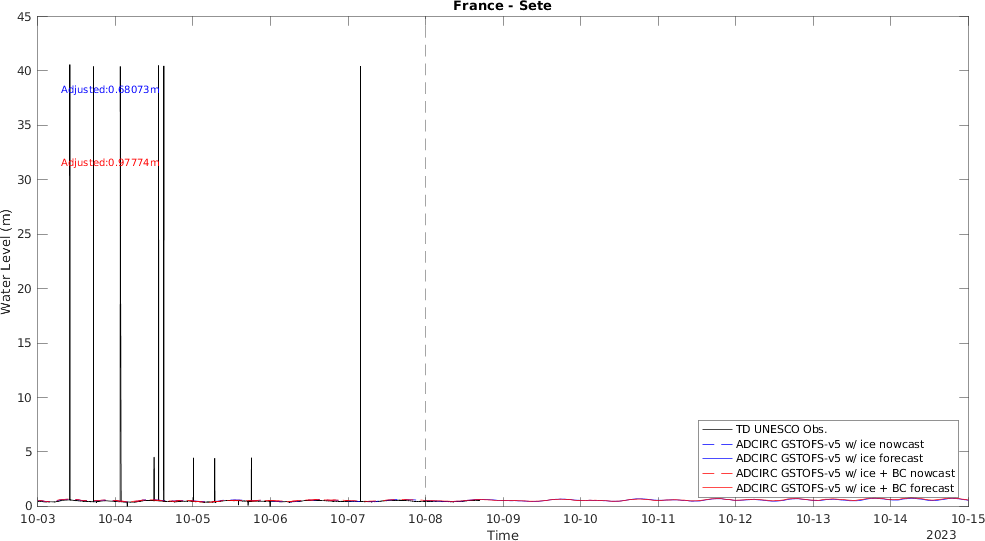 France - Sete
45
40
35
30
25
20
15
10
5
0
Water Level (m)
Adjusted:0.68073m
Adjusted:0.97774m
TD UNESCO Obs.
ADCIRC GSTOFS-v5 w/ ice nowcast
ADCIRC GSTOFS-v5 w/ ice forecast
ADCIRC GSTOFS-v5 w/ ice + BC nowcast
ADCIRC GSTOFS-v5 w/ ice + BC forecast
10-03 10-04 10-05 10-06 10-07 10-08 10-09 10-10 10-11 10-12 10-13 10-14 10-15
Time
2023